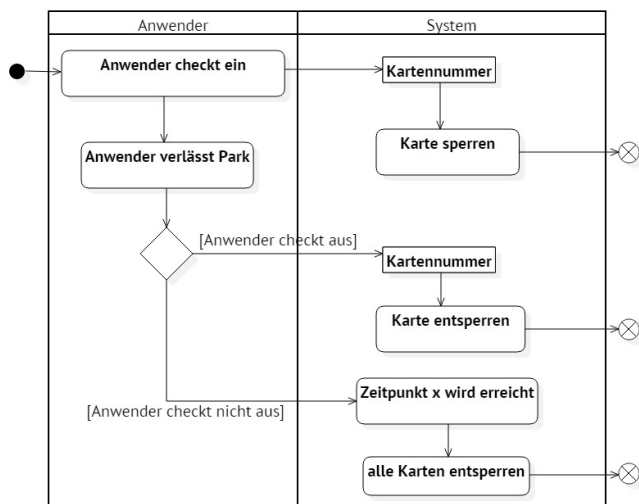 Anwender
System
Anwender checkt ein
Kartennummer
Karte sperren
Anwender verlässt Park
[Anwender checkt aus]
Kartennummer
Karte entsperren
Zeitpunkt x wird erreicht
[Anwender checkt nicht aus]
alle Karten entsperren